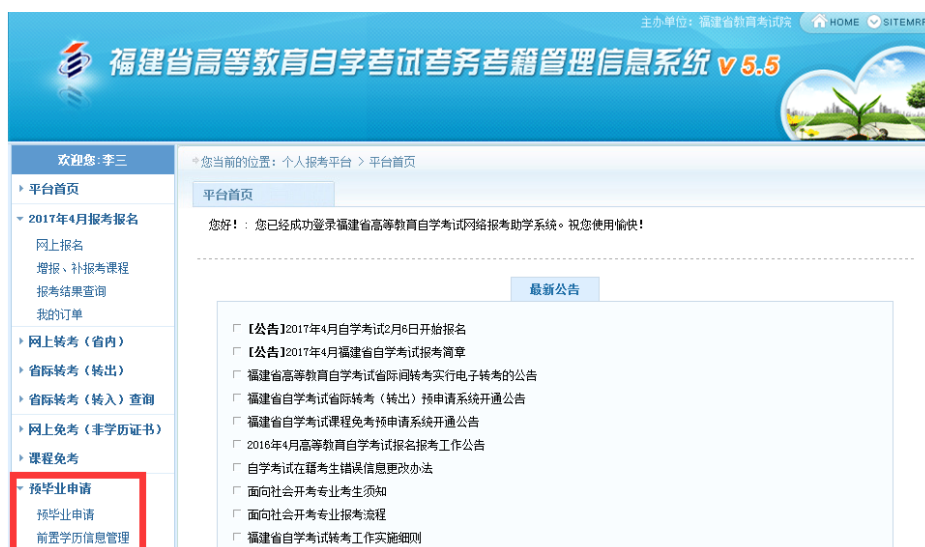 主办单位：福建省教育考试院 HOME SITEMRP
福建省高等教育自学考试考务考籍管理信息系统 v 5.5
欢迎您:李三
平台首页
2017年4月报考报名
网上报名
增报、补报考课程
报考结果查询
我的订单
网上转考（省内）
省际转考（转出）
省际转考（转入）查询
网上免考（非学历证书）
课程免考
预毕业申请
预毕业申请
前置学历信息管理
您当前的位置：个人报考平台 > 平台首页
平台首页
您好！：您已经成功登录福建省高等教育自学考试网络报考助学系统。祝您使用愉快！
最新公告
【公告】2017年4月自学考试2月6日开始报名
【公告】2017年4月福建省自学考试报考简章
福建省高等教育自学考试省际间转考实行电子转考的公告
福建省自学考试省际转考（转出）预申请系统开通公告
福建省自学考试课程免考预申请系统开通公告
2016年4月高等教育自学考试报名报考工作公告
自学考试在籍考生错误信息更改办法
面向社会开考专业考生须知
面向社会开考专业报考流程
福建省自学考试转考工作实施细则